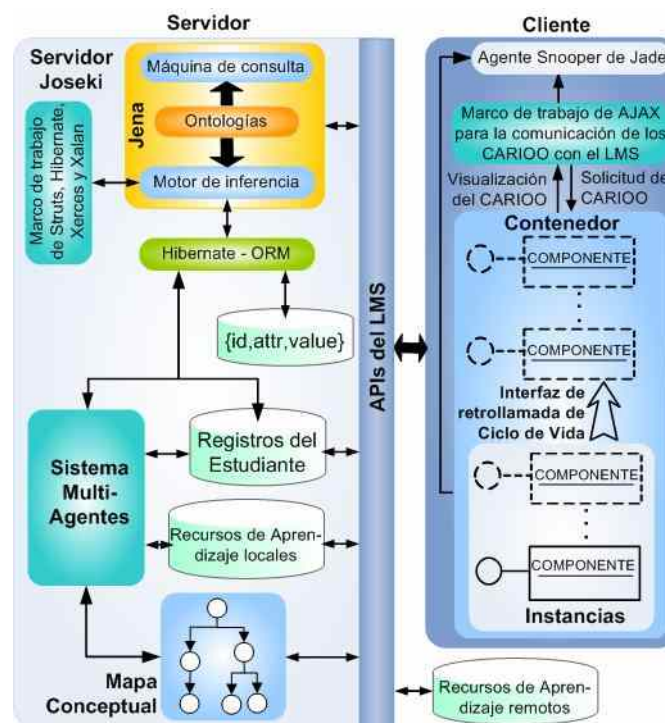 Servidor
Servidor
Joseki
Marco de trabajo
de Struts, Hibernate,
Xerces y Xalan
Jena
Máquina de consulta
Ontologías
Motor de inferencia
Hibernate - ORM
{id,attr,value}
Sistema
Multi-
Agentes
Registros del
Estudiante
Recursos de Apren-
dizaje locales
Mapa
Conceptual
APIs del LMS
Cliente
Agente Snooper de Jade
Marco de trabajo de AJAX
para la comunicación de los
CARIOO con el LMS
Visualización
del CARIOO
Solicitud de
CARIOO
Contenedor
COMPONENTE
COMPONENTE
Interfaz de
retrollamada de
Ciclo de Vida
COMPONENTE
COMPONENTE
Instancias
Recursos de Apren-
dizaje remotos